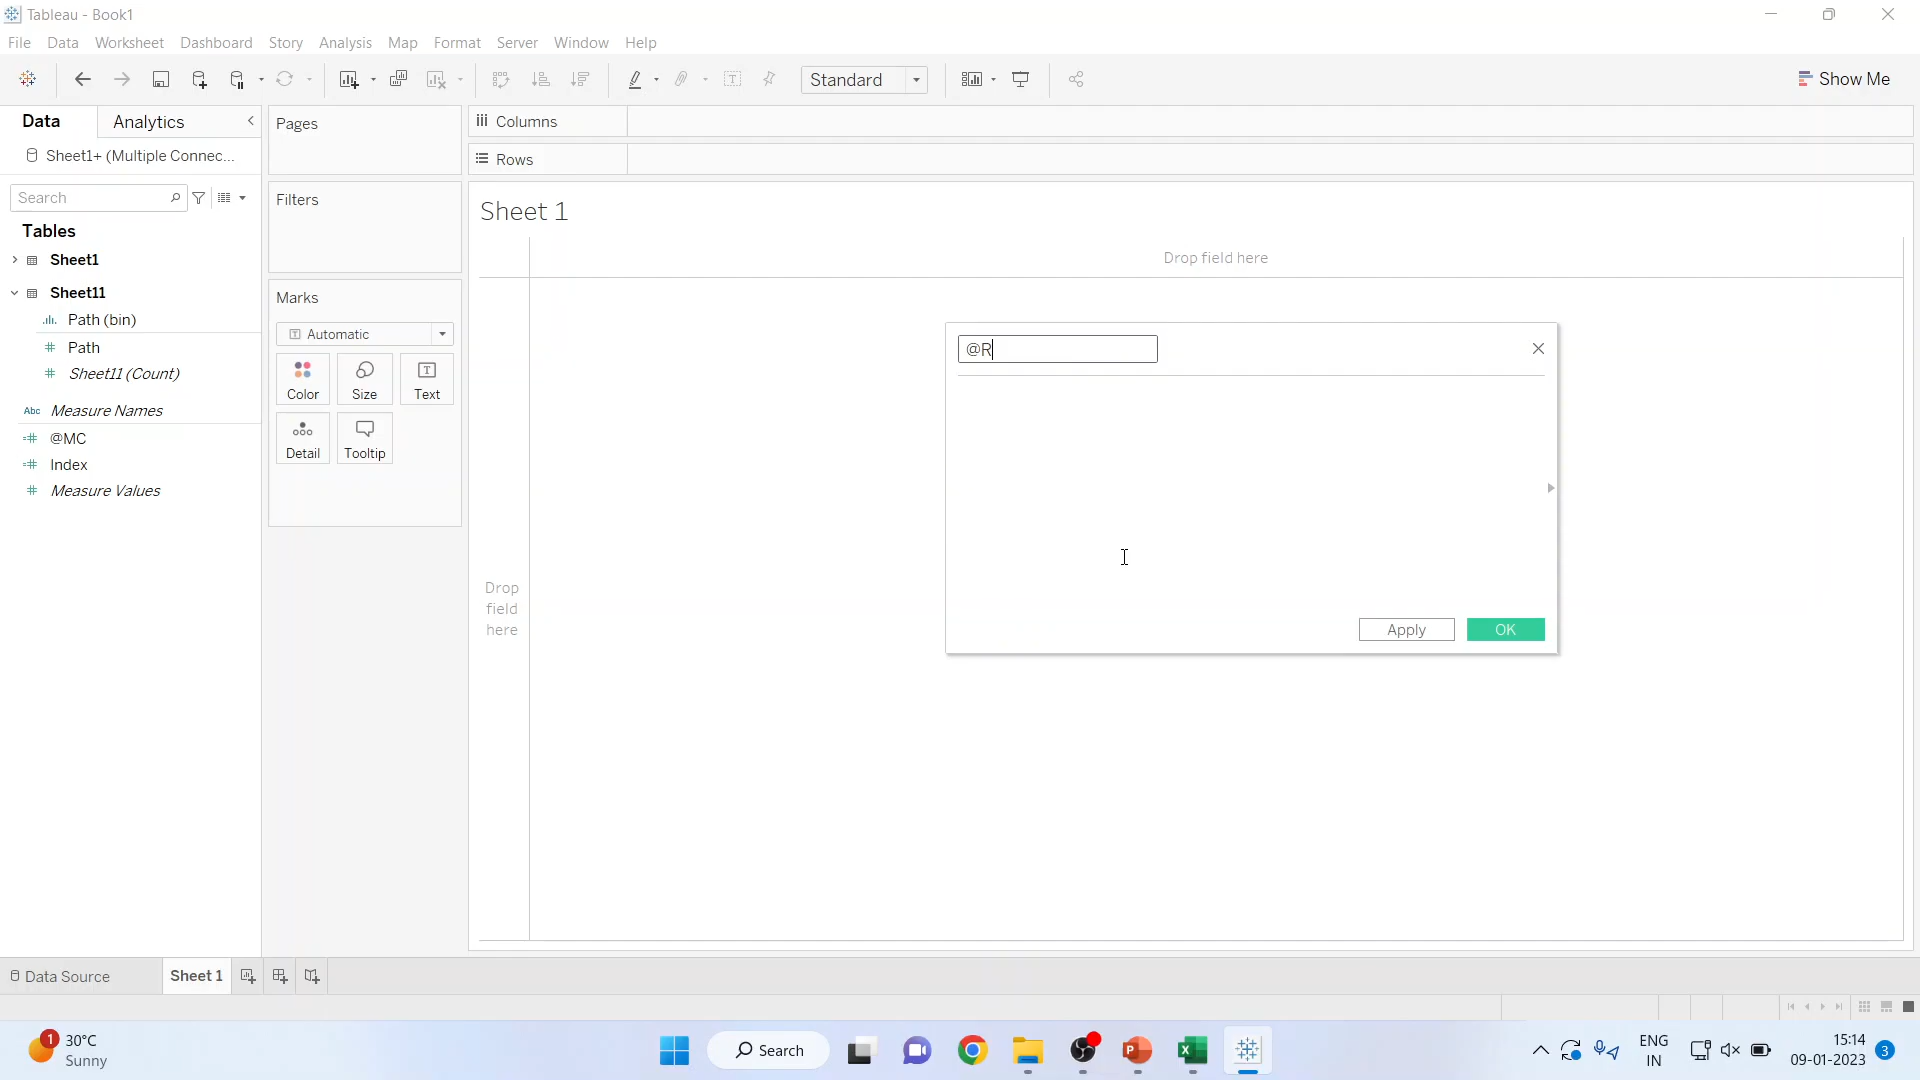 Tableau - Book1
File Data Worksheet Dashboard Story Analysis Map Format Server Window Help
Standard
Show Me
Data Analytics
Sheet1+ (Multiple Connec...
Search
Tables
Sheet1
Sheet11
Path (bin)
Path
Sheet11 (Count)
Abc Measure Names
@MC
Index
Measure Values
Pages
Filters
Marks
Automatic
Color Size Text
Detail Tooltip
Columns
Rows
Sheet 1
Drop field here
Drop
field
here
@R
Apply OK
Data Source Sheet 1
1 30°C
Sunny
Search
ENG
IN
15:14
09-01-2023
3